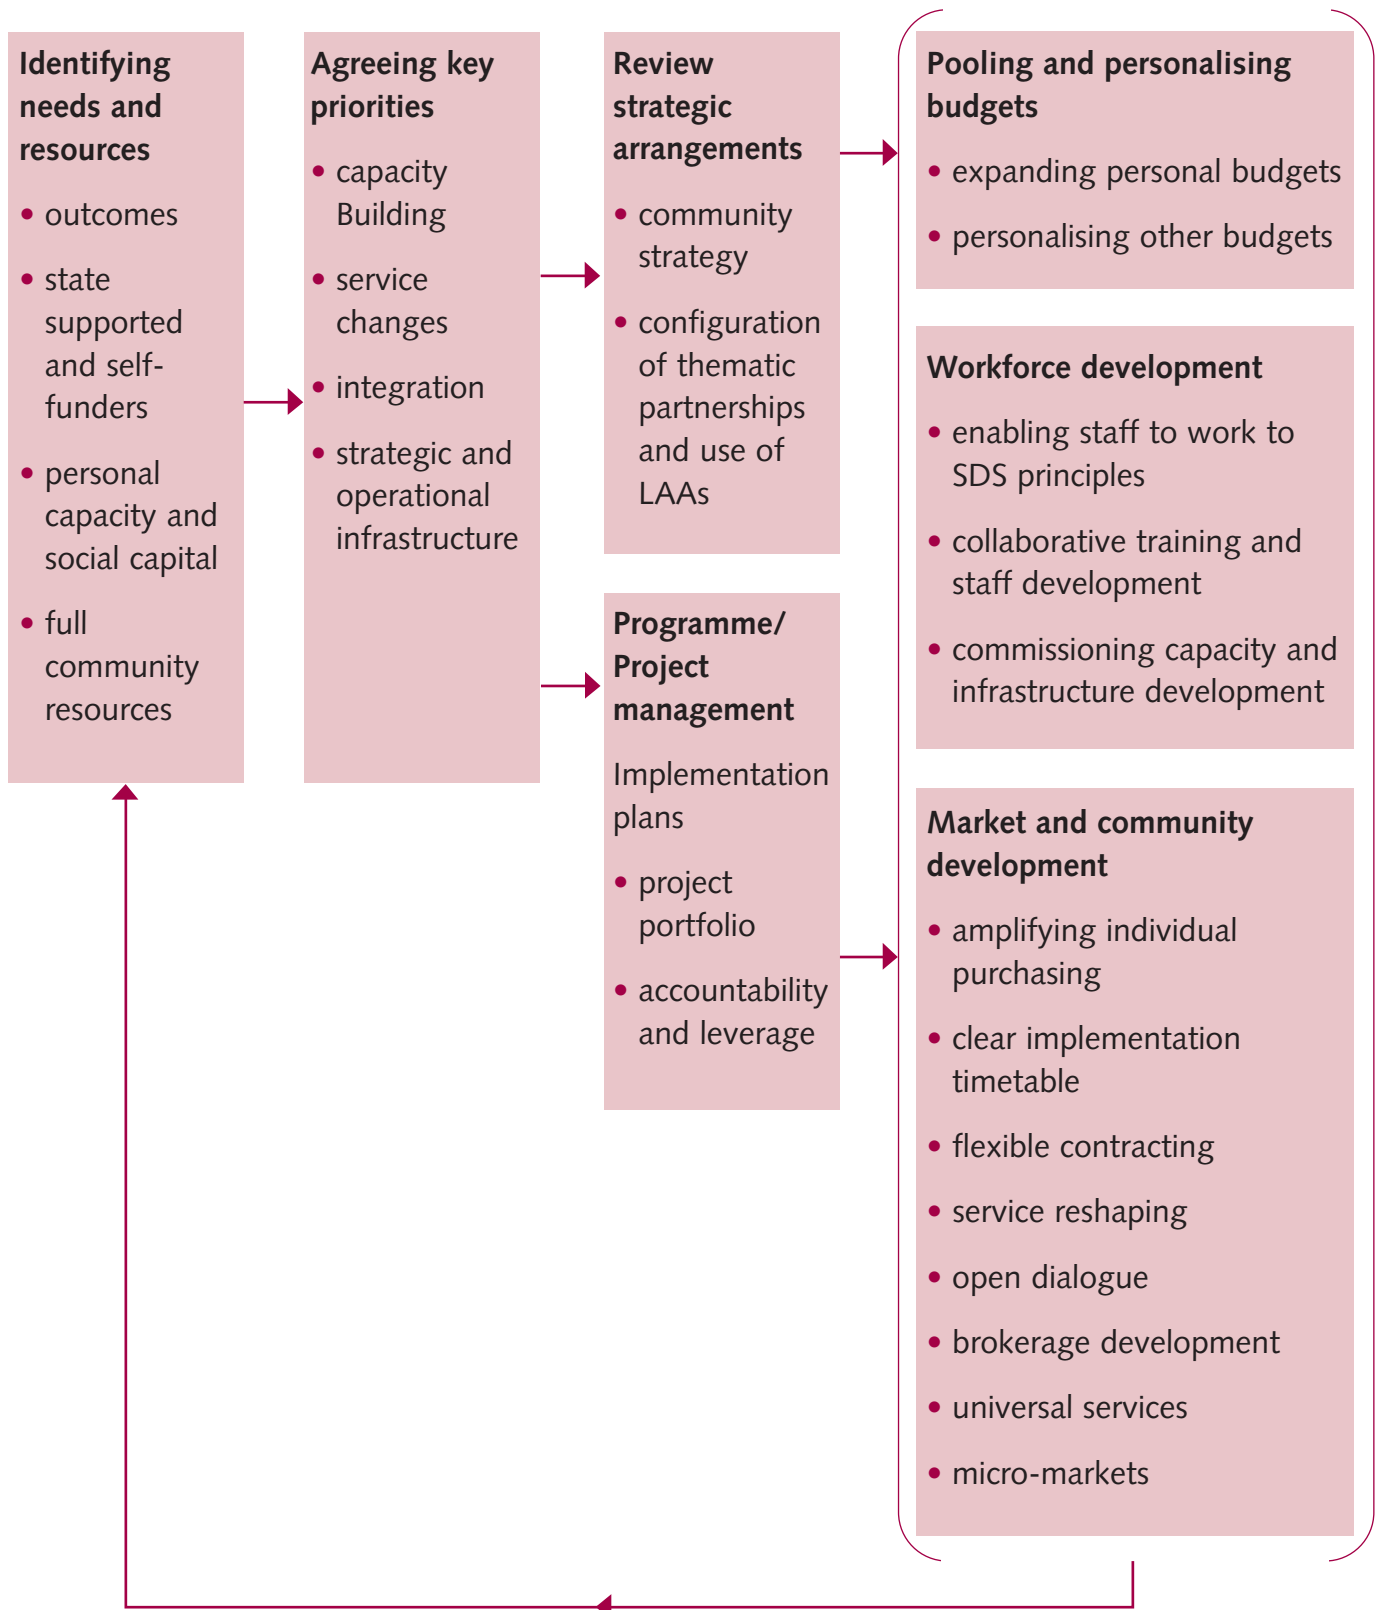 Identifying
needs and
resources
• outcomes
• state
supported
and self-
funders
• personal
capacity and
social capital
• full
community
resources
Agreeing key
priorities
• capacity
Building
• service
changes
• integration
• strategic and
operational
infrastructure
Review
strategic
arrangements
• community
strategy
• configuration
of thematic
partnerships
and use of
LAAs
Programme/
Project
management
Implementation
plans
• project
portfolio
• accountability
and leverage
Pooling and personalising
budgets
• expanding personal budgets
• personalising other budgets
Workforce development
• enabling staff to work to
SDS principles
• collaborative training and
staff development
• commissioning capacity and
infrastructure development
Market and community
development
• amplifying individual
purchasing
• clear implementation
timetable
• flexible contracting
• service reshaping
• open dialogue
• brokerage development
• universal services
• micro-markets